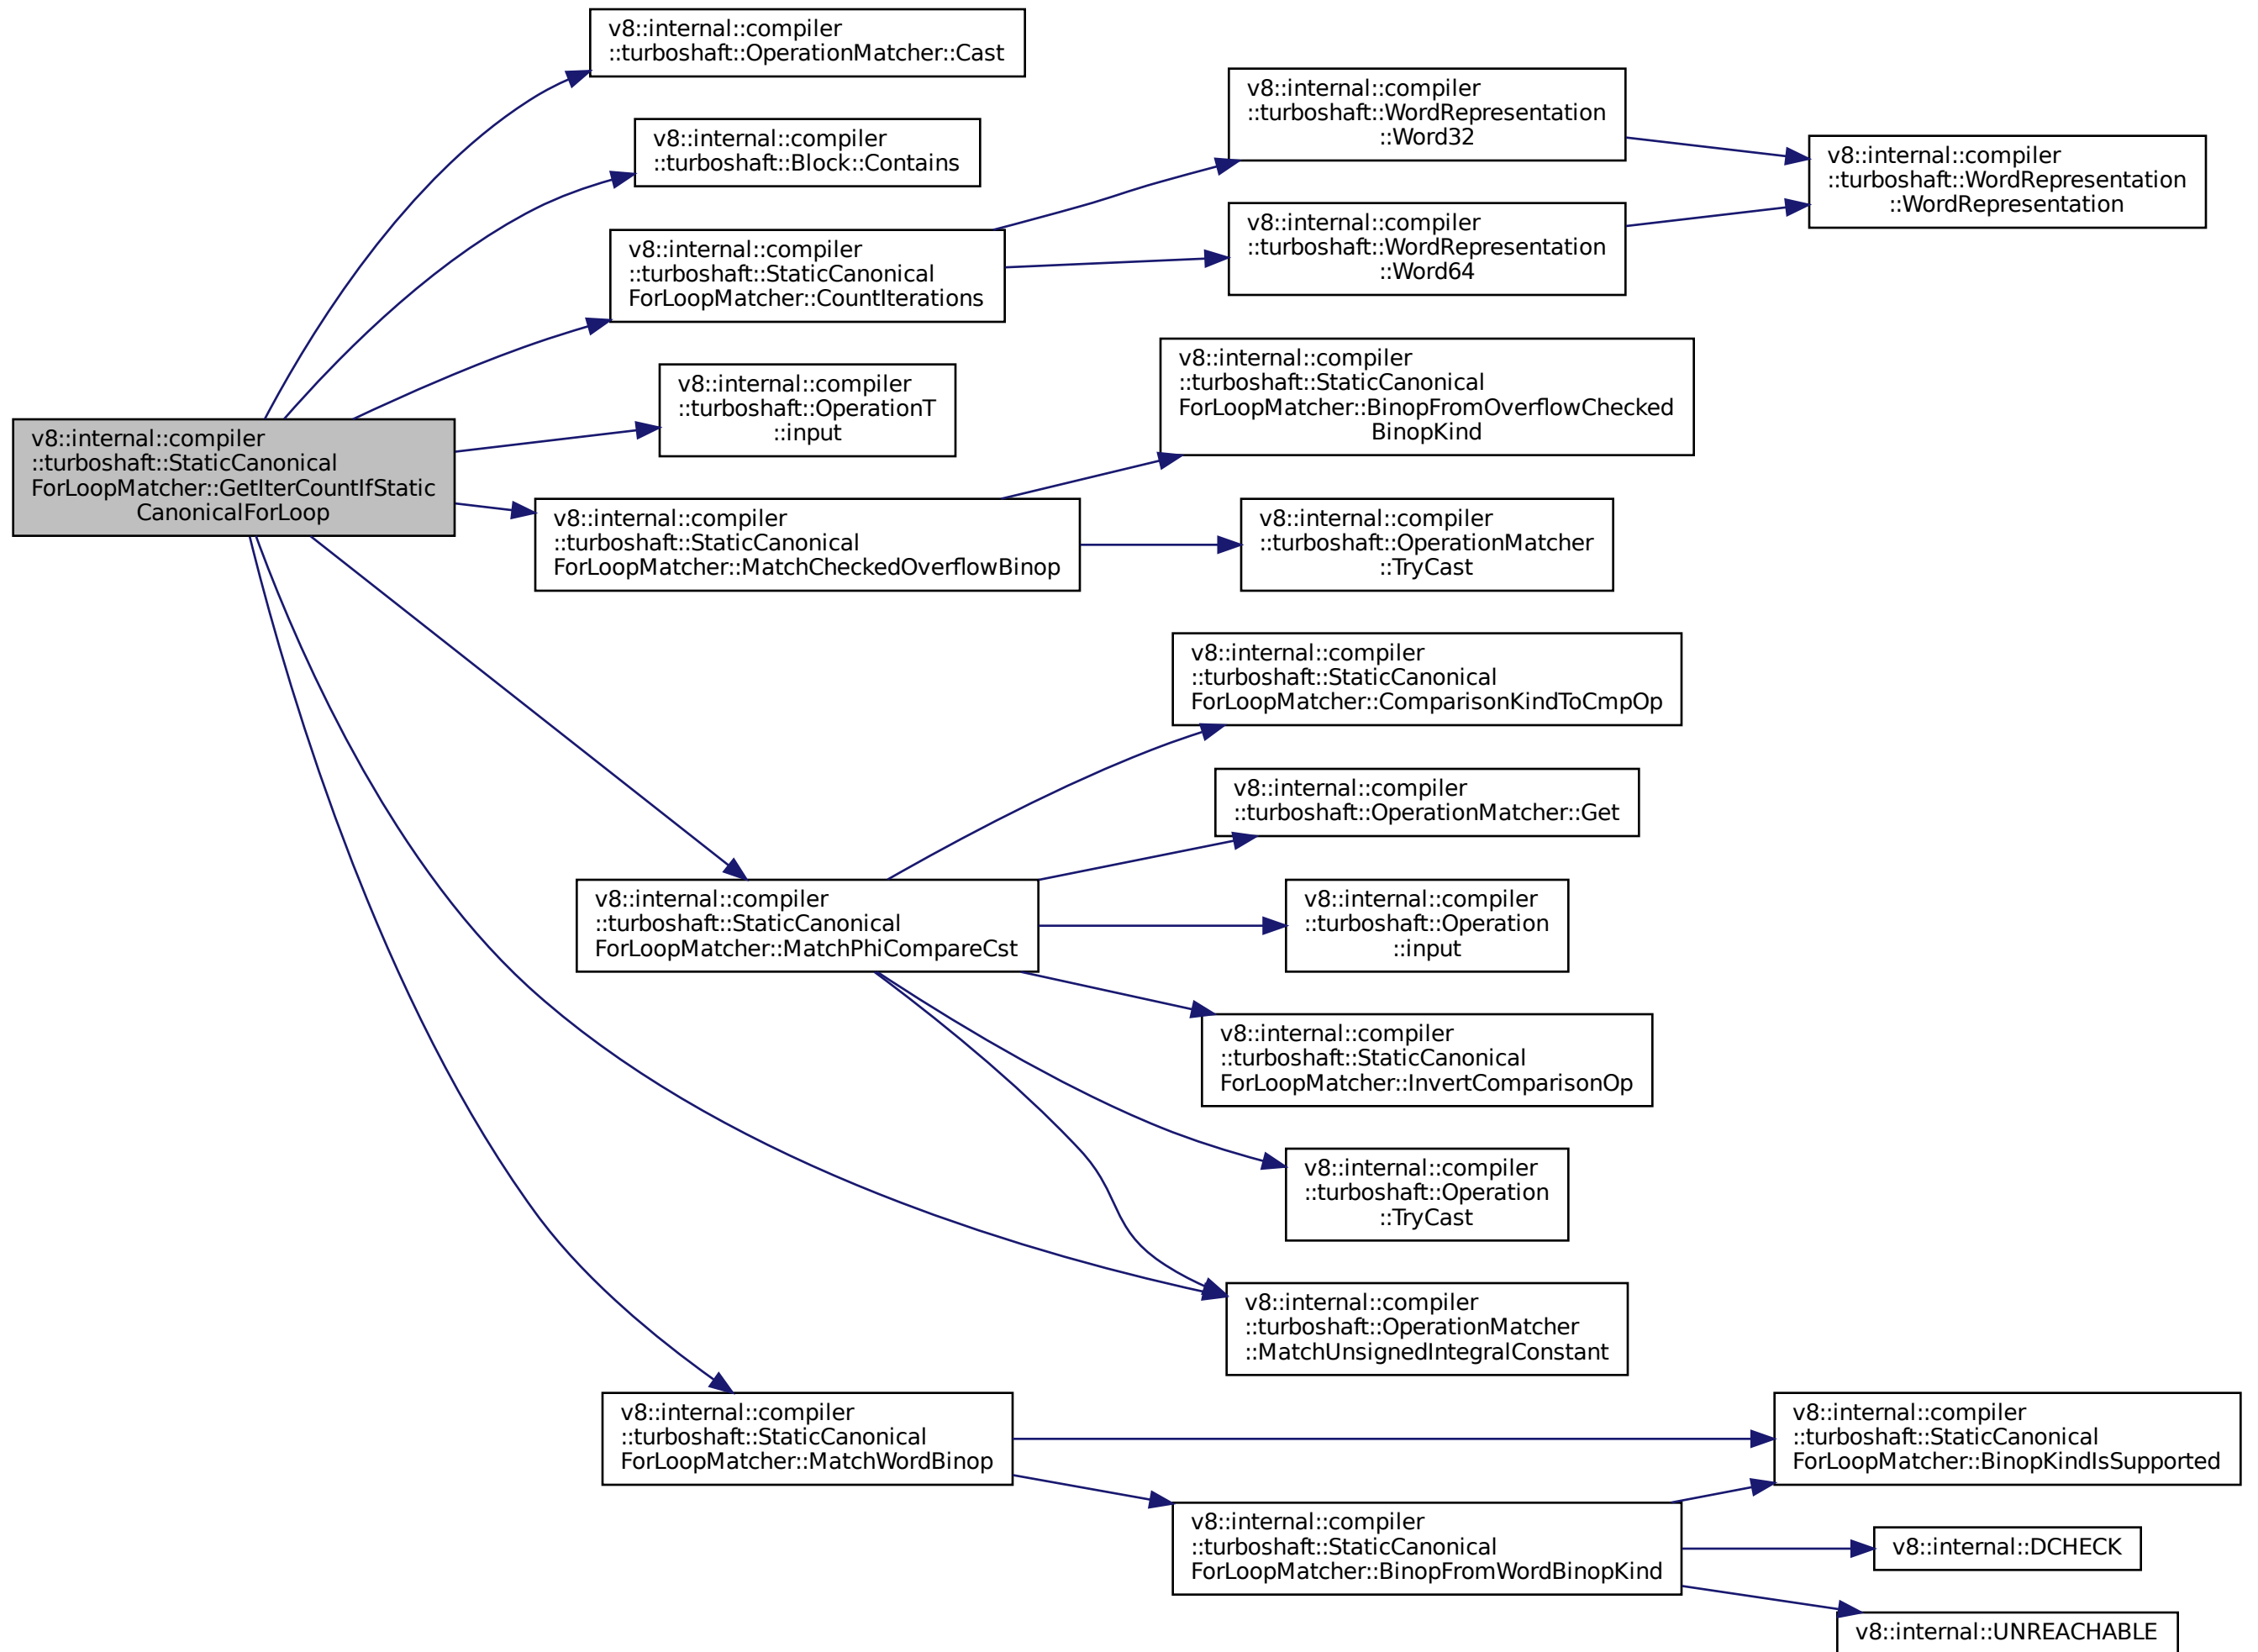 v8::internal::compiler
::turboshaft::OperationMatcher::Cast
v8::internal::compiler
::turboshaft::Block::Contains
v8::internal::compiler
::turboshaft::WordRepresentation
::Word32
v8::internal::compiler
::turboshaft::WordRepresentation
::WordRepresentation
v8::internal::compiler
::turboshaft::WordRepresentation
::Word64
v8::internal::compiler
::turboshaft::StaticCanonical
ForLoopMatcher::CountIterations
v8::internal::compiler
::turboshaft::StaticCanonical
ForLoopMatcher::BinopFromOverflowChecked
BinopKind
v8::internal::compiler
::turboshaft::OperationT
::input
v8::internal::compiler
::turboshaft::StaticCanonical
ForLoopMatcher::GetIterCountIfStatic
CanonicalForLoop
v8::internal::compiler
::turboshaft::StaticCanonical
ForLoopMatcher::MatchCheckedOverflowBinop
v8::internal::compiler
::turboshaft::OperationMatcher
::TryCast
v8::internal::compiler
::turboshaft::StaticCanonical
ForLoopMatcher::ComparisonKindToCmpOp
v8::internal::compiler
::turboshaft::OperationMatcher::Get
v8::internal::compiler
::turboshaft::StaticCanonical
ForLoopMatcher::MatchPhiCompareCst
v8::internal::compiler
::turboshaft::Operation
::input
v8::internal::compiler
::turboshaft::StaticCanonical
ForLoopMatcher::InvertComparisonOp
v8::internal::compiler
::turboshaft::Operation
::TryCast
v8::internal::compiler
::turboshaft::OperationMatcher
::MatchUnsignedIntegralConstant
v8::internal::compiler
::turboshaft::StaticCanonical
ForLoopMatcher::MatchWordBinop
v8::internal::compiler
::turboshaft::StaticCanonical
ForLoopMatcher::BinopKindIsSupported
v8::internal::compiler
::turboshaft::StaticCanonical
ForLoopMatcher::BinopFromWordBinopKind
v8::internal::DCHECK
v8::internal::UNREACHABLE